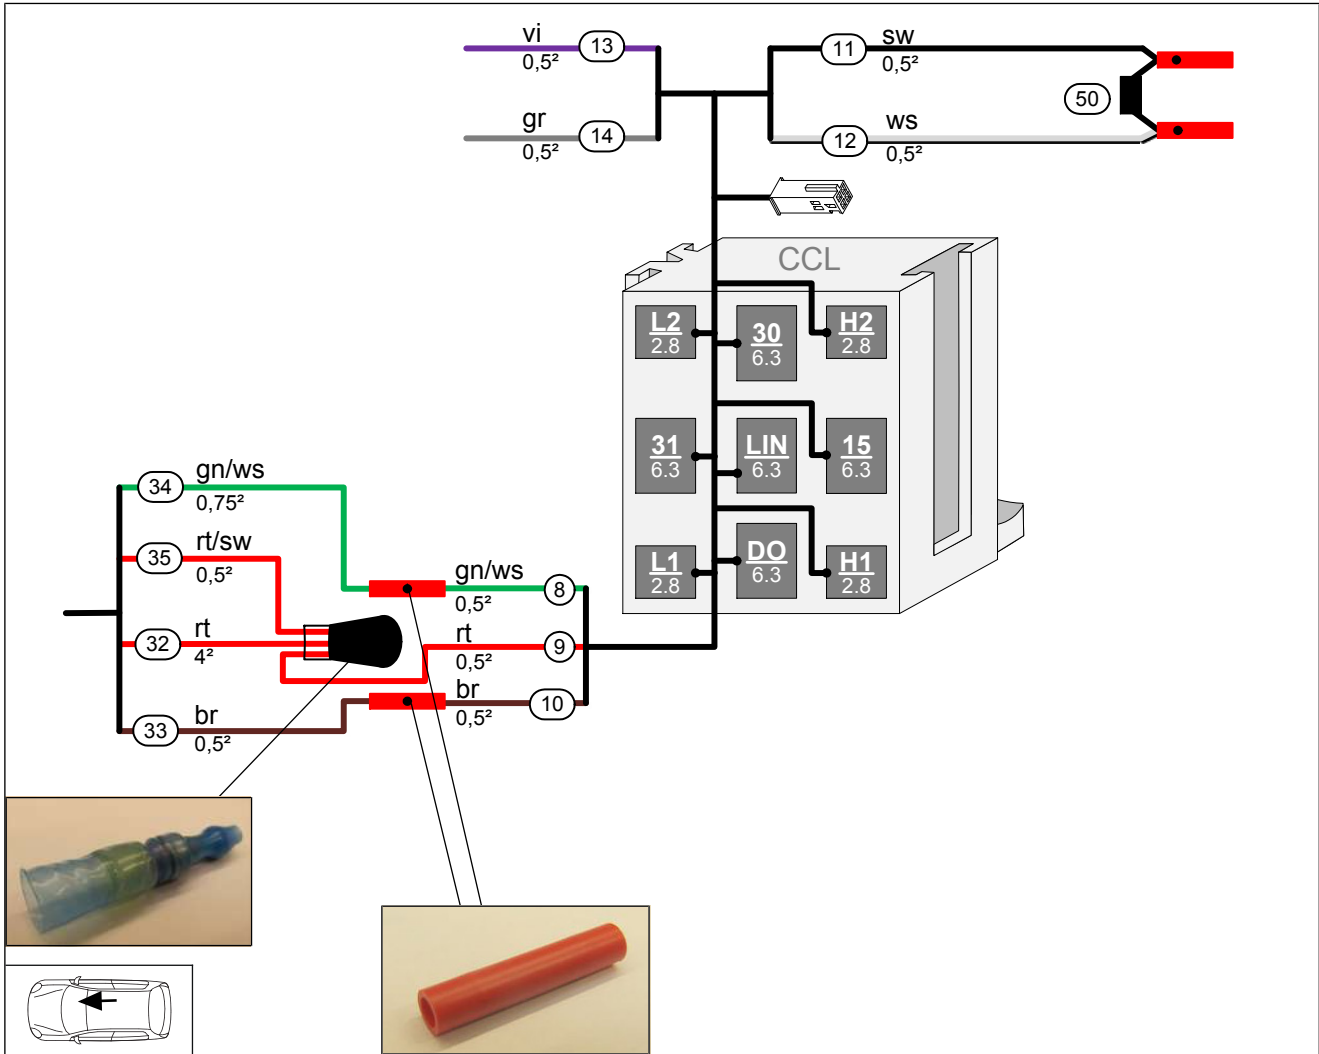 vi 13
0,5²
11 sw
0,5²
50
gr 14
0,5²
12 ws
0,5²
CCL
L2
2.8
30
6.3
H2
2.8
31
6.3
LIN
6.3
15
6.3
L1
2.8
DO
6.3
H1
2.8
34 gn/ws
0,75²
35 rt/sw
0,5²
gn/ws 8
0,5²
32 rt
4²
rt 9
0,5²
br 10
0,5²
33 br
0,5²